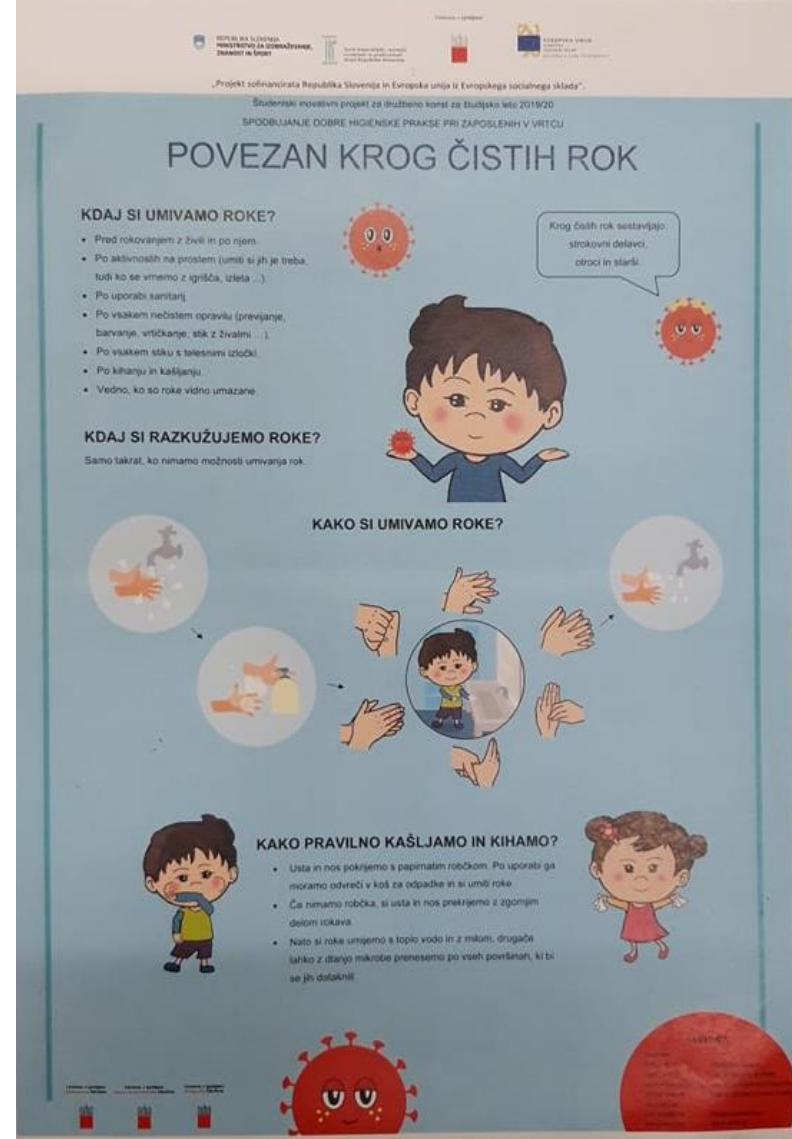 Univerza v Ljubljani
REPUBLIKA SLOVENIJA
MINISTRSTVO ZA IZOBRAŽEVANJE,
ZNANOST IN ŠPORT
EVROPSKA UNIJA
„Projekt sofinancirata Republika Slovenija in Evropska unija iz Evropskega socialnega sklada“.
Študentski inovativni projekt za družbeno korist za študijsko leto 2019/20
SPODBUJANJE DOBRE HIGIENSKE PRAKSE PRI ZAPOSLENIH V VRTCU
POVEZAN KROG ČISTIH ROK
KDAJ SI UMIVAMO ROKE?
• Pred rokovanjem z živili in po njem.
• Po aktivnostih na prostem (umiti si jih je treba,
tudi ko se vrnemo z igrišča, izleta ...).
• Po uporabi sanitarij.
• Po vsakem nečistem opravilu (previjanje,
barvanje, vrtičkanje, stik z živalmi ...).
• Po vsakem stiku s telesnimi izločki.
• Po kihanju in kašljanju.
• Vedno, ko so roke vidno umazane.
Krog čistih rok sestavljajo:
strokovni delavci,
otroci in starši.
KDAJ SI RAZKUŽUJEMO ROKE?
Samo takrat, ko nimamo možnosti umivanja rok.
KAKO SI UMIVAMO ROKE?
KAKO PRAVILNO KAŠLJAMO IN KIHAMO?
• Usta in nos pokrijemo s papirnatim robčkom. Po uporabi ga
moramo odvreči v koš za odpadke in si umiti roke.
• Če nimamo robčka, si usta in nos prekrijemo z zgornjim
delom rokava.
• Nato si roke umijemo s toplo vodo in z milom, drugače
lahko z dlanjo mikrobe prenesemo po vseh površinah, ki bi
se jih dotaknili.